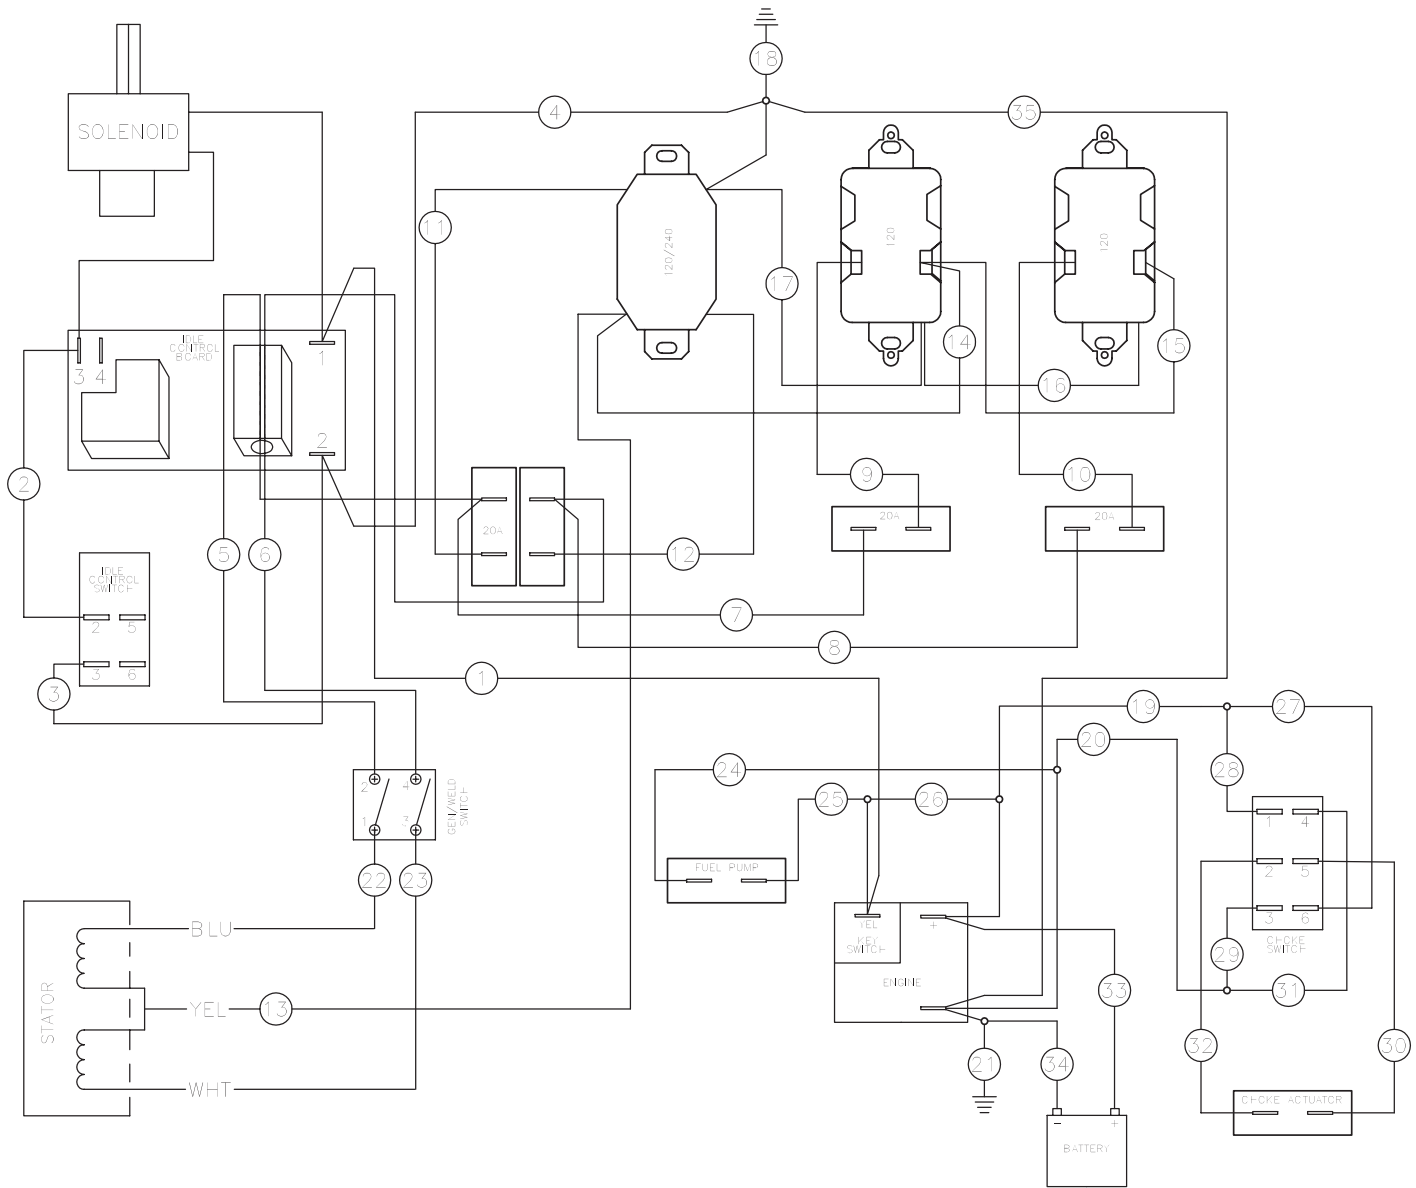 18
4
35
SOLENOID
11
120/240
120
120
17
14
15
16
IDLE
CONTROL
BOARD
3 4
1
2
2
9
10
20A
20A
20A
5
6
12
IDLE
CONTROL
SWITCH
2 5
3 6
3
7
8
1
19
27
20
24
28
25
26
2 4
1
GEN/WELD
SWITCH
1 4
2 5
3 6
CHOKE
SWITCH
FUEL PUMP
22
23
YEL
KEY
SWITCH
+
ENGINE
BLU
29
33
31
STATOR
YEL
13
WHT
32
30
21
34
CHOKE ACTUATOR
- +
BATTERY